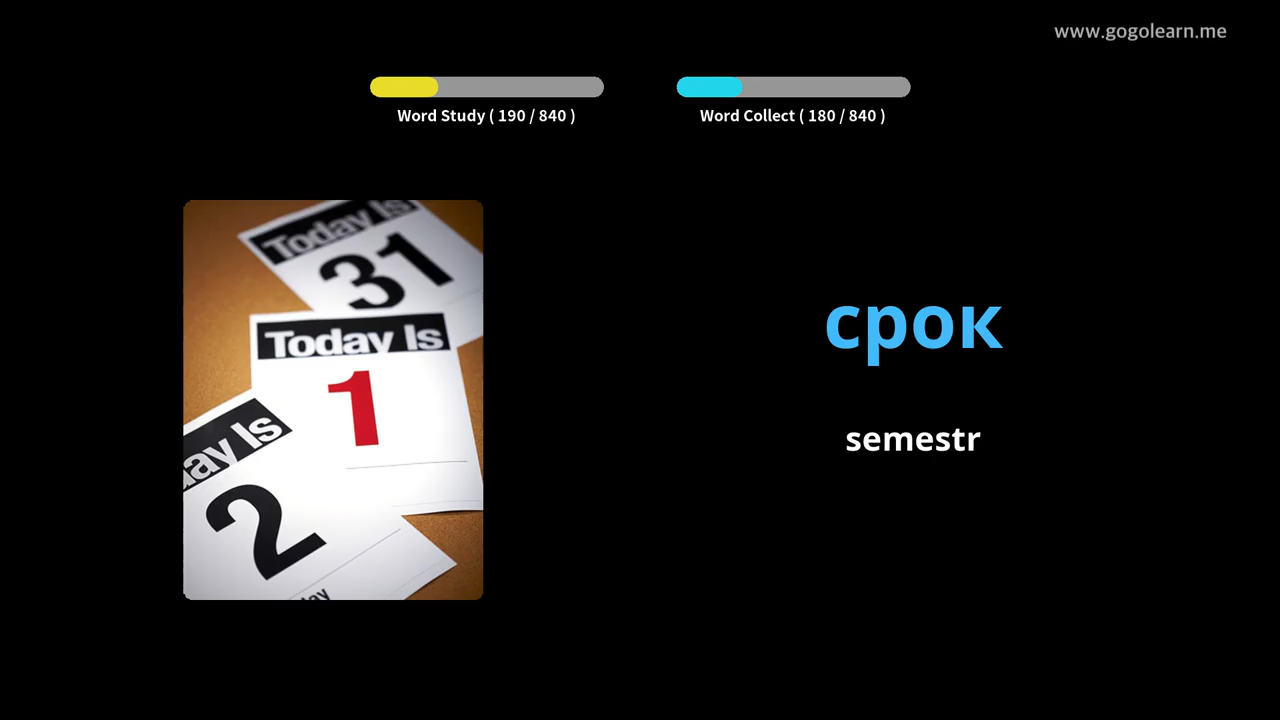 www.gogolearn.me
Word Study ( 190 / 840 )
Word Collect ( 180 / 840 )
Today Is
31
Today Is
1
ay Is
2
day
срок
semestr